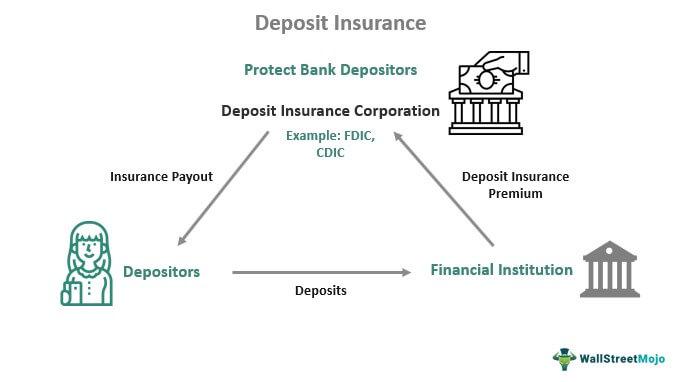 Deposit Insurance
Protect Bank Depositors
Deposit Insurance Corporation
Example: FDIC,
CDIC
Insurance Payout
Deposit Insurance
Premium
Depositors
Financial Institution
Deposits
WallStreetMojo